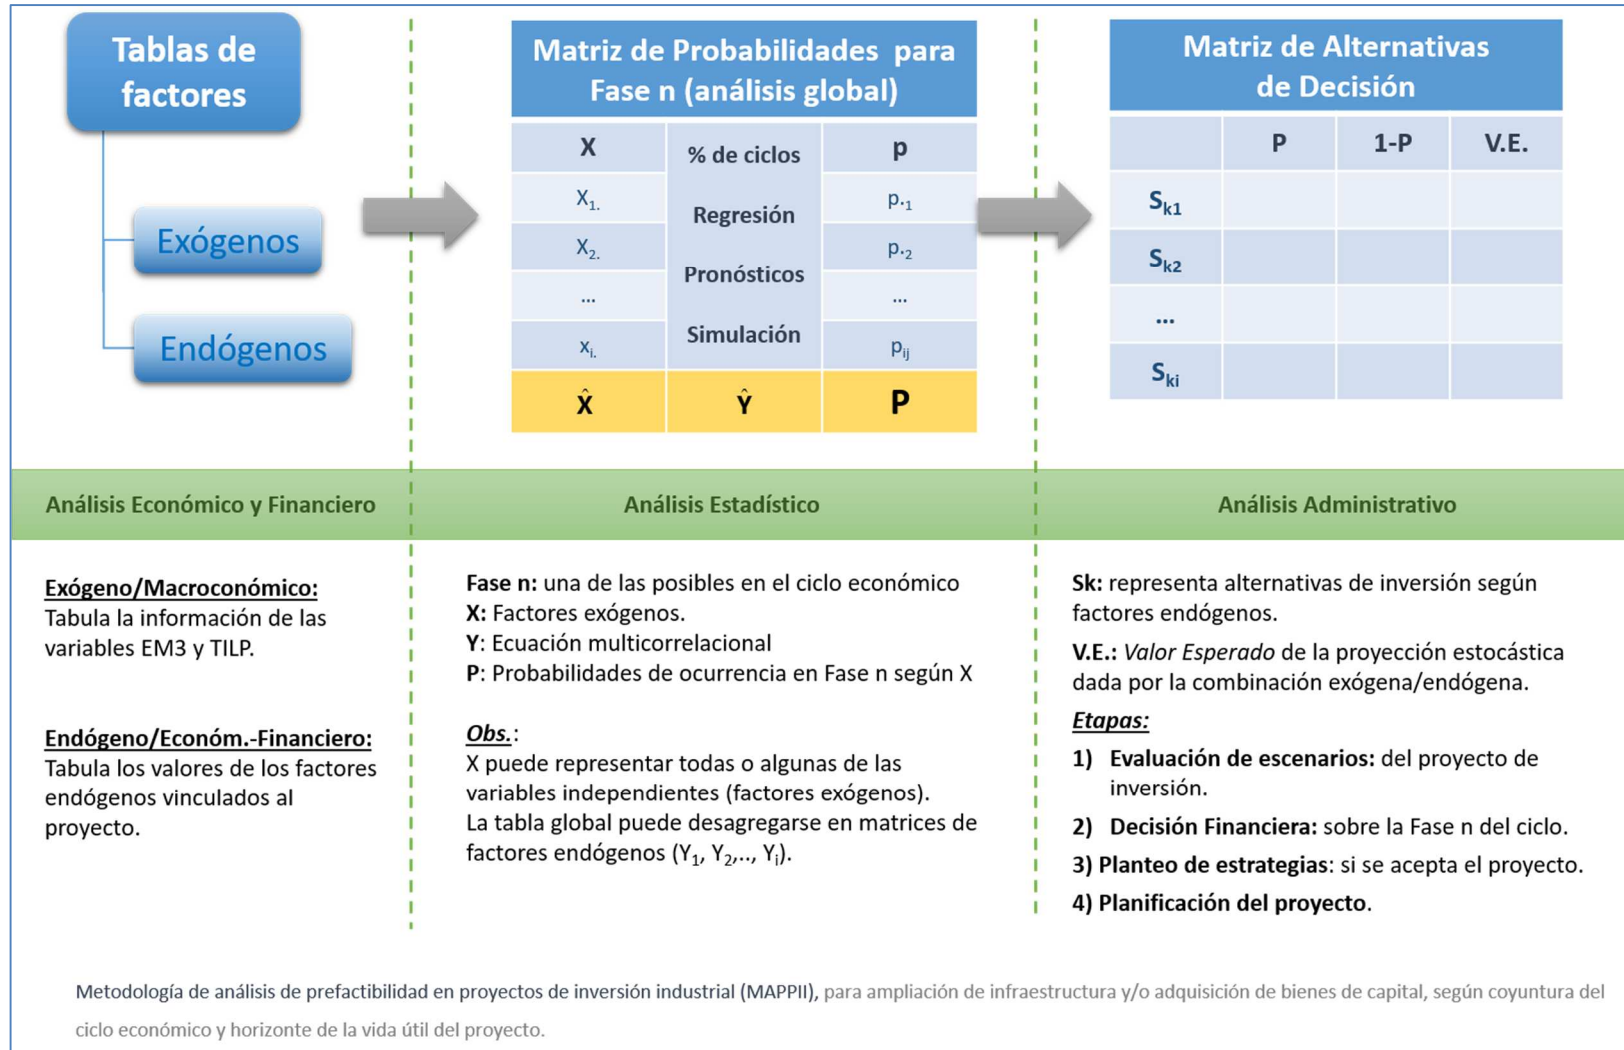 Tablas de
factores
Exógenos
Endógenos
Matriz de Probabilidades para
Fase n (análisis global)
X % de ciclos p
X₁. Regresión p.₁
X₂. Pronósticos p.₂
... Simulación ...
x_i. p_ij
X̂ Ŷ P
Matriz de Alternativas
de Decisión
P 1-P V.E.
S_k1
S_k2
...
S_ki
Análisis Económico y Financiero
Análisis Estadístico
Análisis Administrativo
Exógeno/Macroconómico:
Tabula la información de las
variables EM3 y TILP.
Endógeno/Económ.-Financiero:
Tabula los valores de los factores
endógenos vinculados al
proyecto.
Fase n: una de las posibles en el ciclo económico
X: Factores exógenos.
Y: Ecuación multicorrelacional
P: Probabilidades de ocurrencia en Fase n según X
Obs.:
X puede representar todas o algunas de las
variables independientes (factores exógenos).
La tabla global puede desagregarse en matrices de
factores endógenos (Y₁, Y₂,.., Y_i).
Sk: representa alternativas de inversión según
factores endógenos.
V.E.: Valor Esperado de la proyección estocástica
dada por la combinación exógena/endógena.
Etapas:
1) Evaluación de escenarios: del proyecto de
inversión.
2) Decisión Financiera: sobre la Fase n del ciclo.
3) Planteo de estrategias: si se acepta el proyecto.
4) Planificación del proyecto.
Metodología de análisis de prefactibilidad en proyectos de inversión industrial (MAPPII), para ampliación de infraestructura y/o adquisición de bienes de capital, según coyuntura del
ciclo económico y horizonte de la vida útil del proyecto.